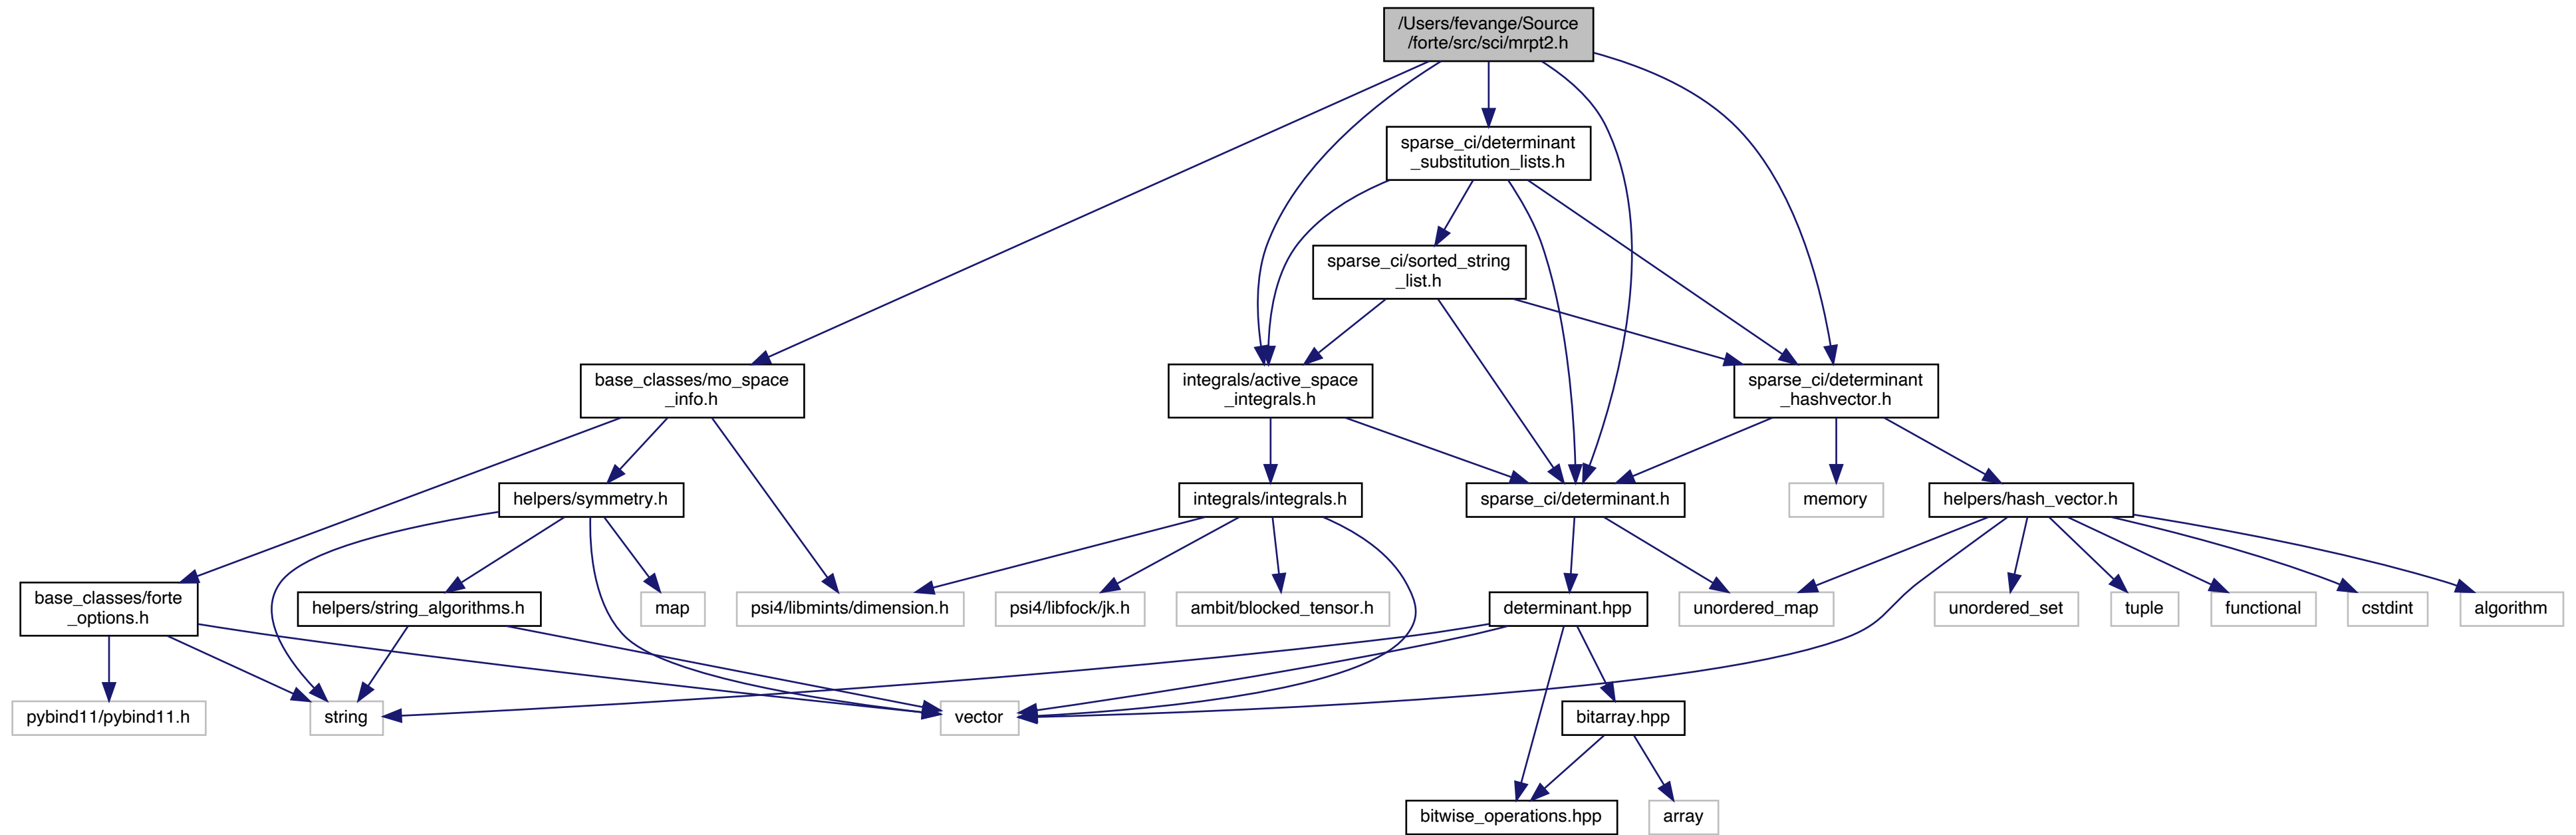 /Users/fevange/Source
/forte/src/sci/mrpt2.h
sparse_ci/determinant
_substitution_lists.h
sparse_ci/sorted_string
_list.h
base_classes/mo_space
_info.h
integrals/active_space
_integrals.h
sparse_ci/determinant
_hashvector.h
helpers/symmetry.h
integrals/integrals.h
sparse_ci/determinant.h
memory
helpers/hash_vector.h
base_classes/forte
_options.h
helpers/string_algorithms.h
map
psi4/libmints/dimension.h
psi4/libfock/jk.h
ambit/blocked_tensor.h
determinant.hpp
unordered_map
unordered_set
tuple
functional
cstdint
algorithm
pybind11/pybind11.h
string
vector
bitarray.hpp
bitwise_operations.hpp
array